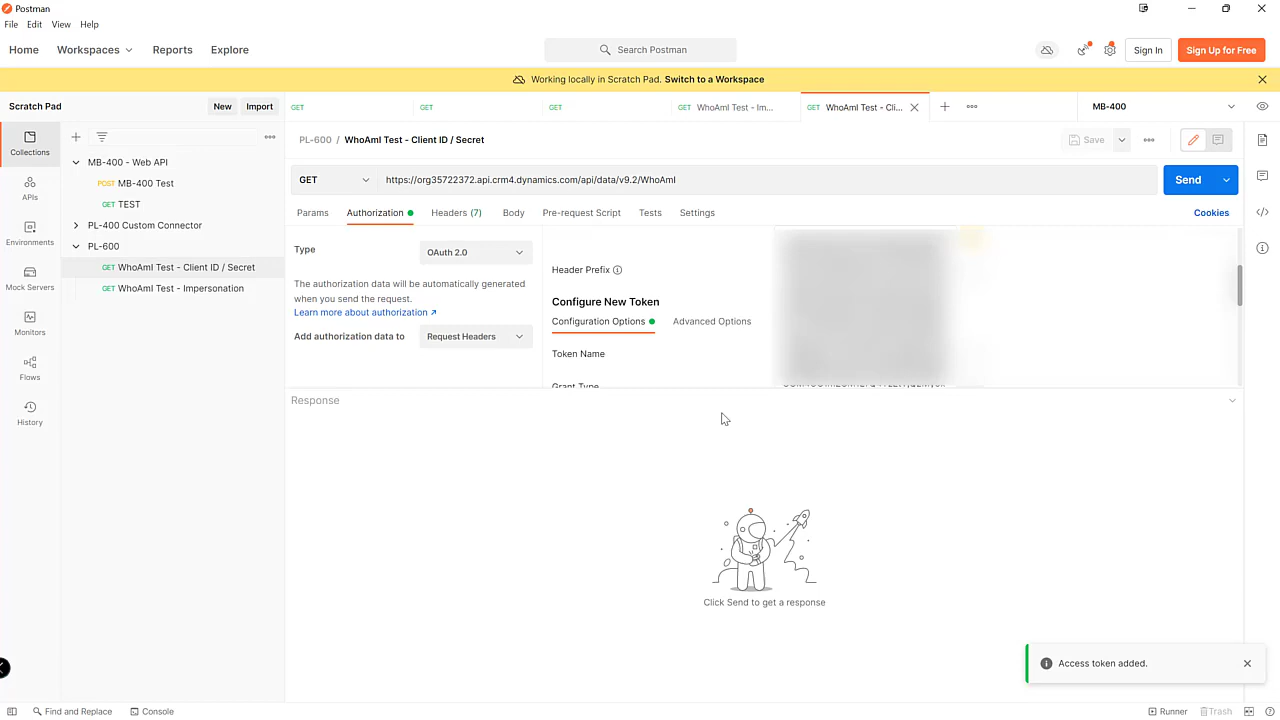 Postman
File Edit View Help
Home Workspaces Reports Explore Search Postman Sign In Sign Up for Free
Working locally in Scratch Pad. Switch to a Workspace
Scratch Pad New Import GET GET GET GET WhoAmI Test - Im... GET WhoAmI Test - Cli... MB-400
PL-600 / WhoAmI Test - Client ID / Secret Save
Collections
APIs
Environments
Mock Servers
Monitors
Flows
History
MB-400 - Web API
POST MB-400 Test
GET TEST
PL-400 Custom Connector
PL-600
GET WhoAmI Test - Client ID / Secret
GET WhoAmI Test - Impersonation
GET https://org35722372.api.crm4.dynamics.com/api/data/v9.2/WhoAmI Send
Params Authorization Headers (7) Body Pre-request Script Tests Settings Cookies
Type OAuth 2.0
The authorization data will be automatically generated
when you send the request.
Learn more about authorization ↗
Add authorization data to Request Headers
Header Prefix
Configure New Token
Configuration Options Advanced Options
Token Name
Grant Type
Response
Click Send to get a response
Access token added.
Find and Replace Console Runner Trash